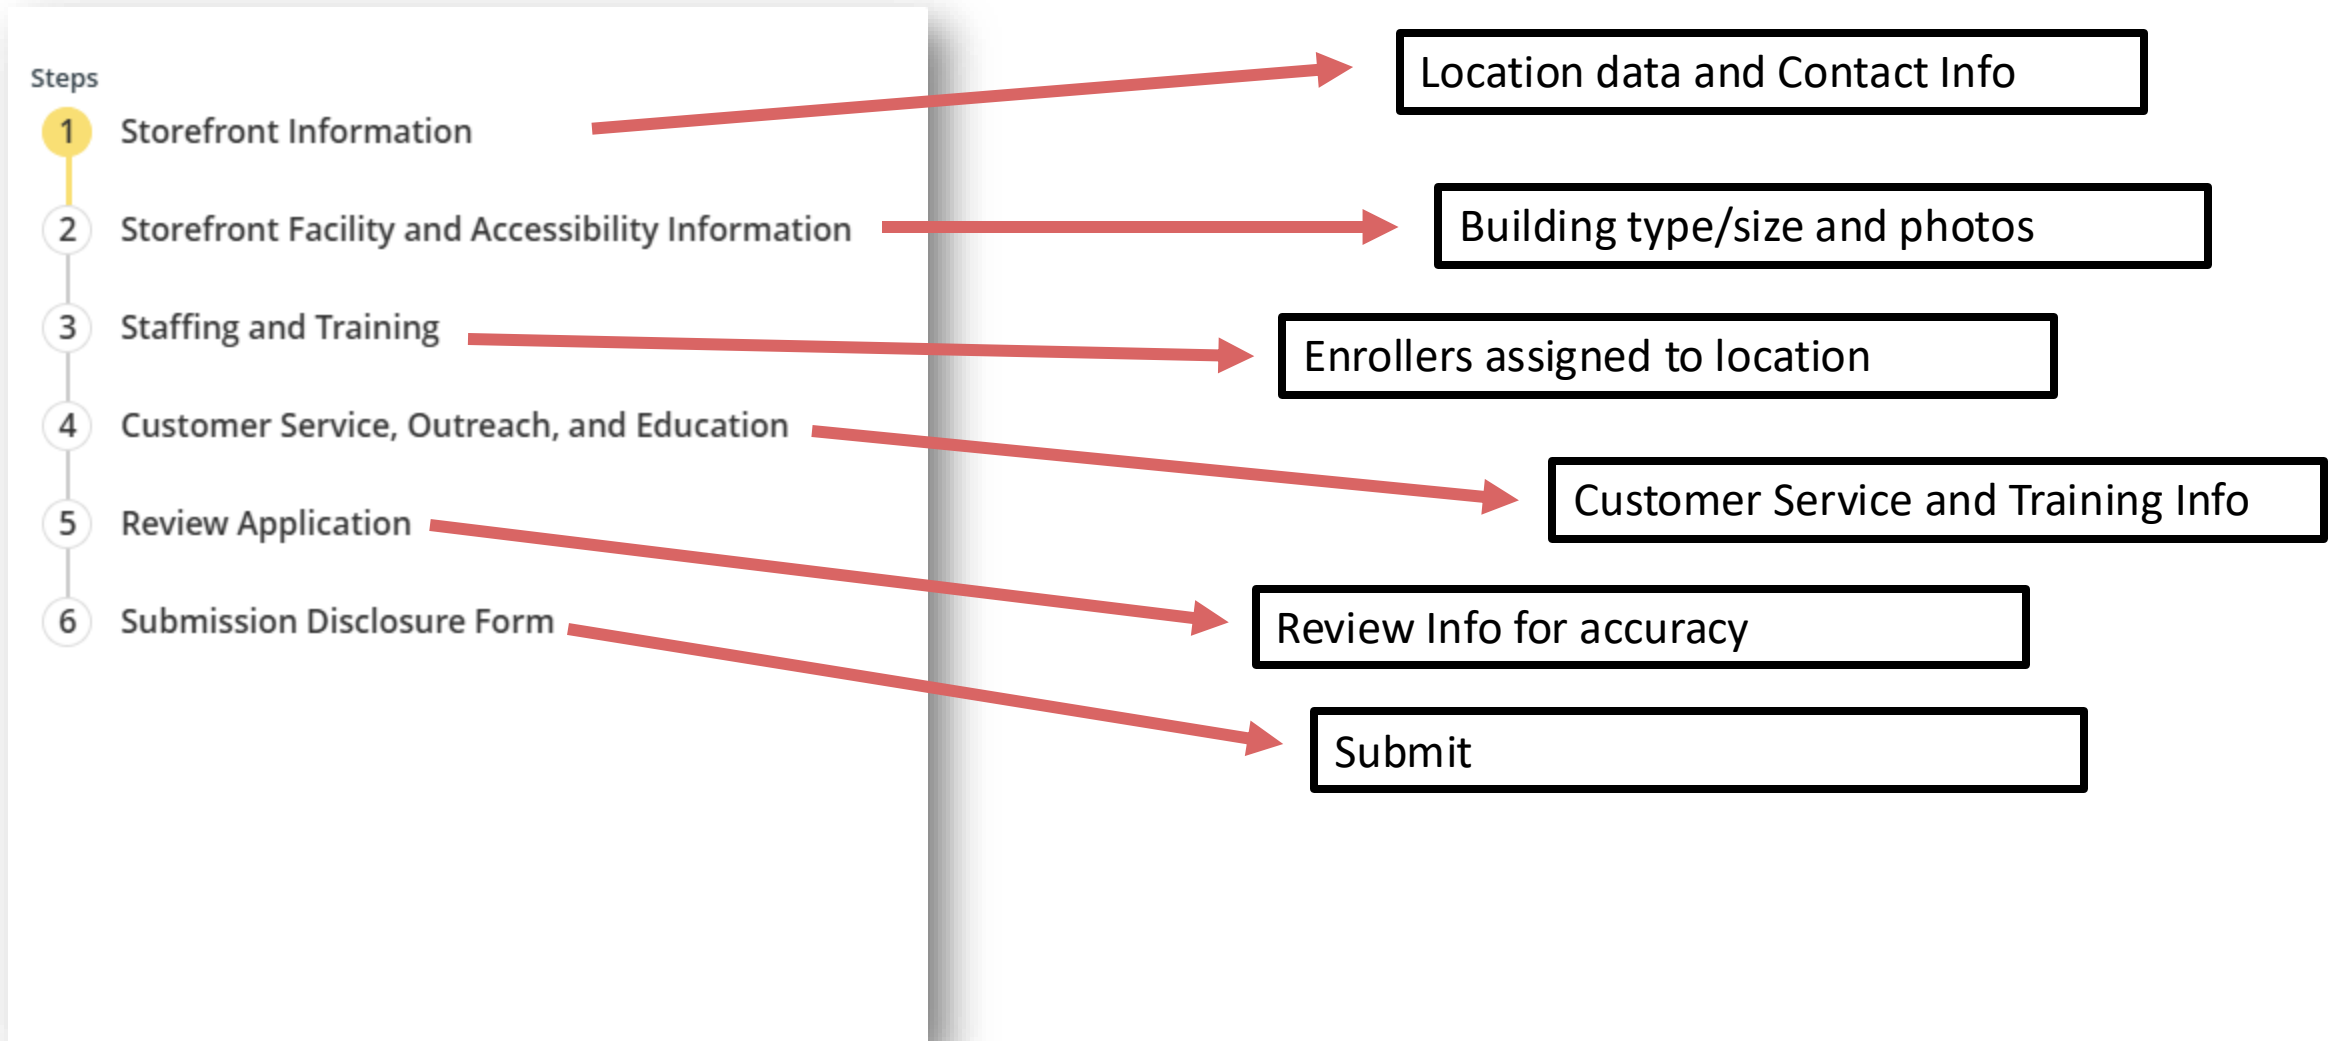 Steps
1 Storefront Information
Location data and Contact Info
2 Storefront Facility and Accessibility Information
Building type/size and photos
3 Staffing and Training
Enrollers assigned to location
4 Customer Service, Outreach, and Education
Customer Service and Training Info
5 Review Application
Review Info for accuracy
6 Submission Disclosure Form
Submit